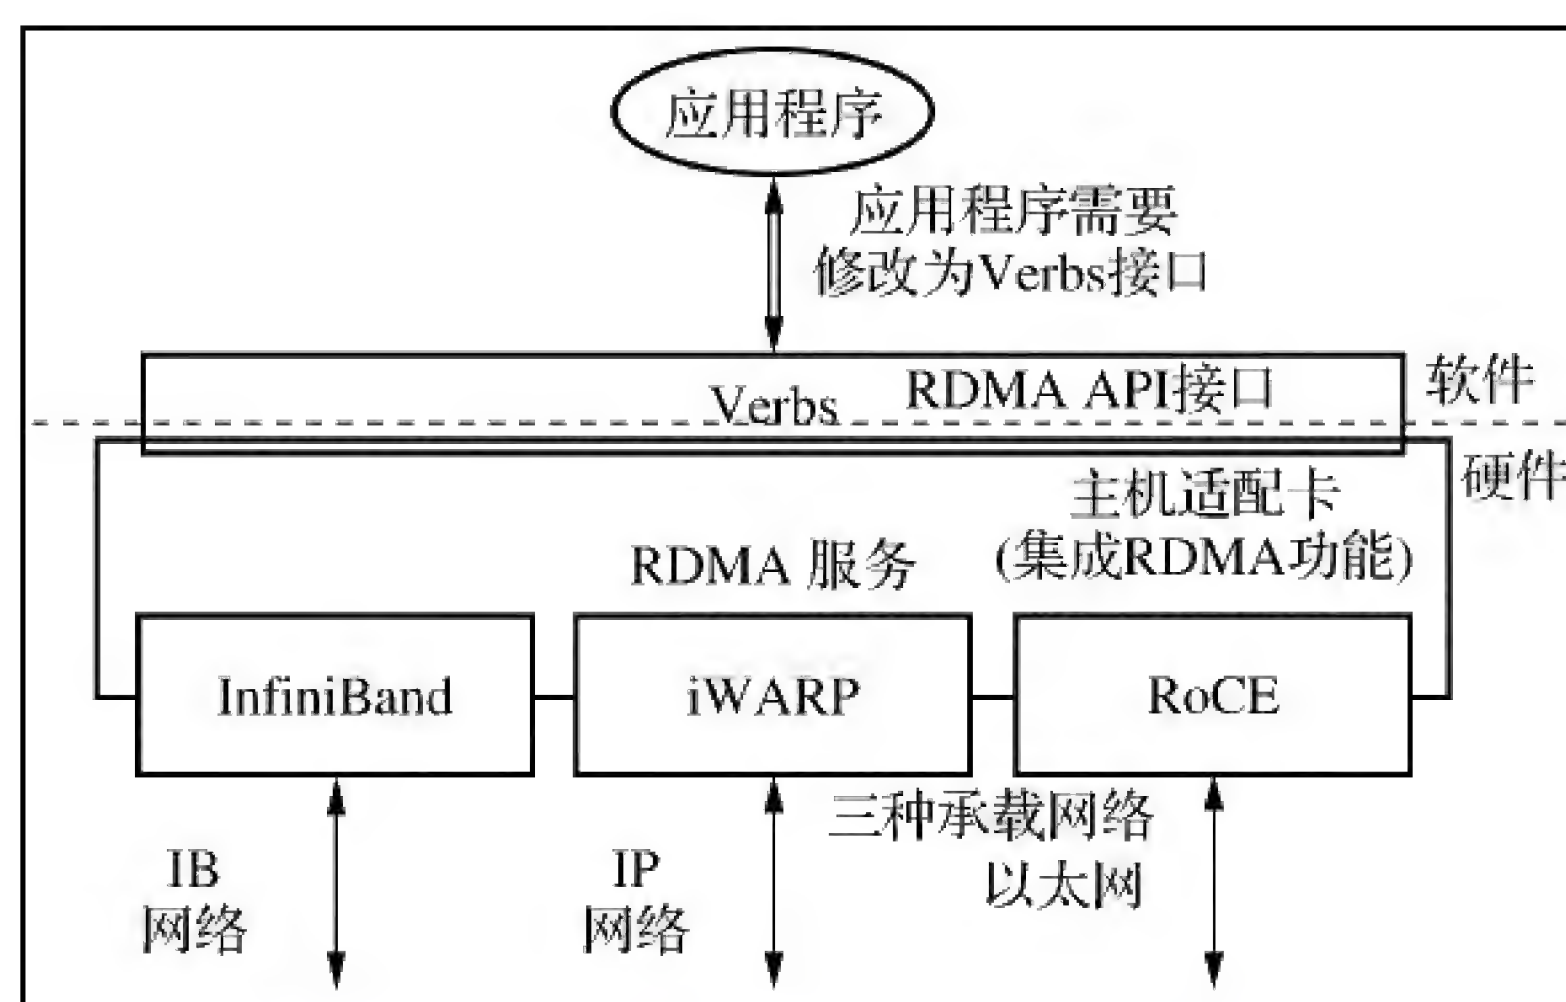 应用程序
应用程序需要
修改为Verbs接口
Verbs
RDMA API接口
软件
硬件
主机适配卡
(集成RDMA功能)
RDMA 服务
InfiniBand
iWARP
RoCE
三种承载网络
IB
网络
IP
网络
以太网